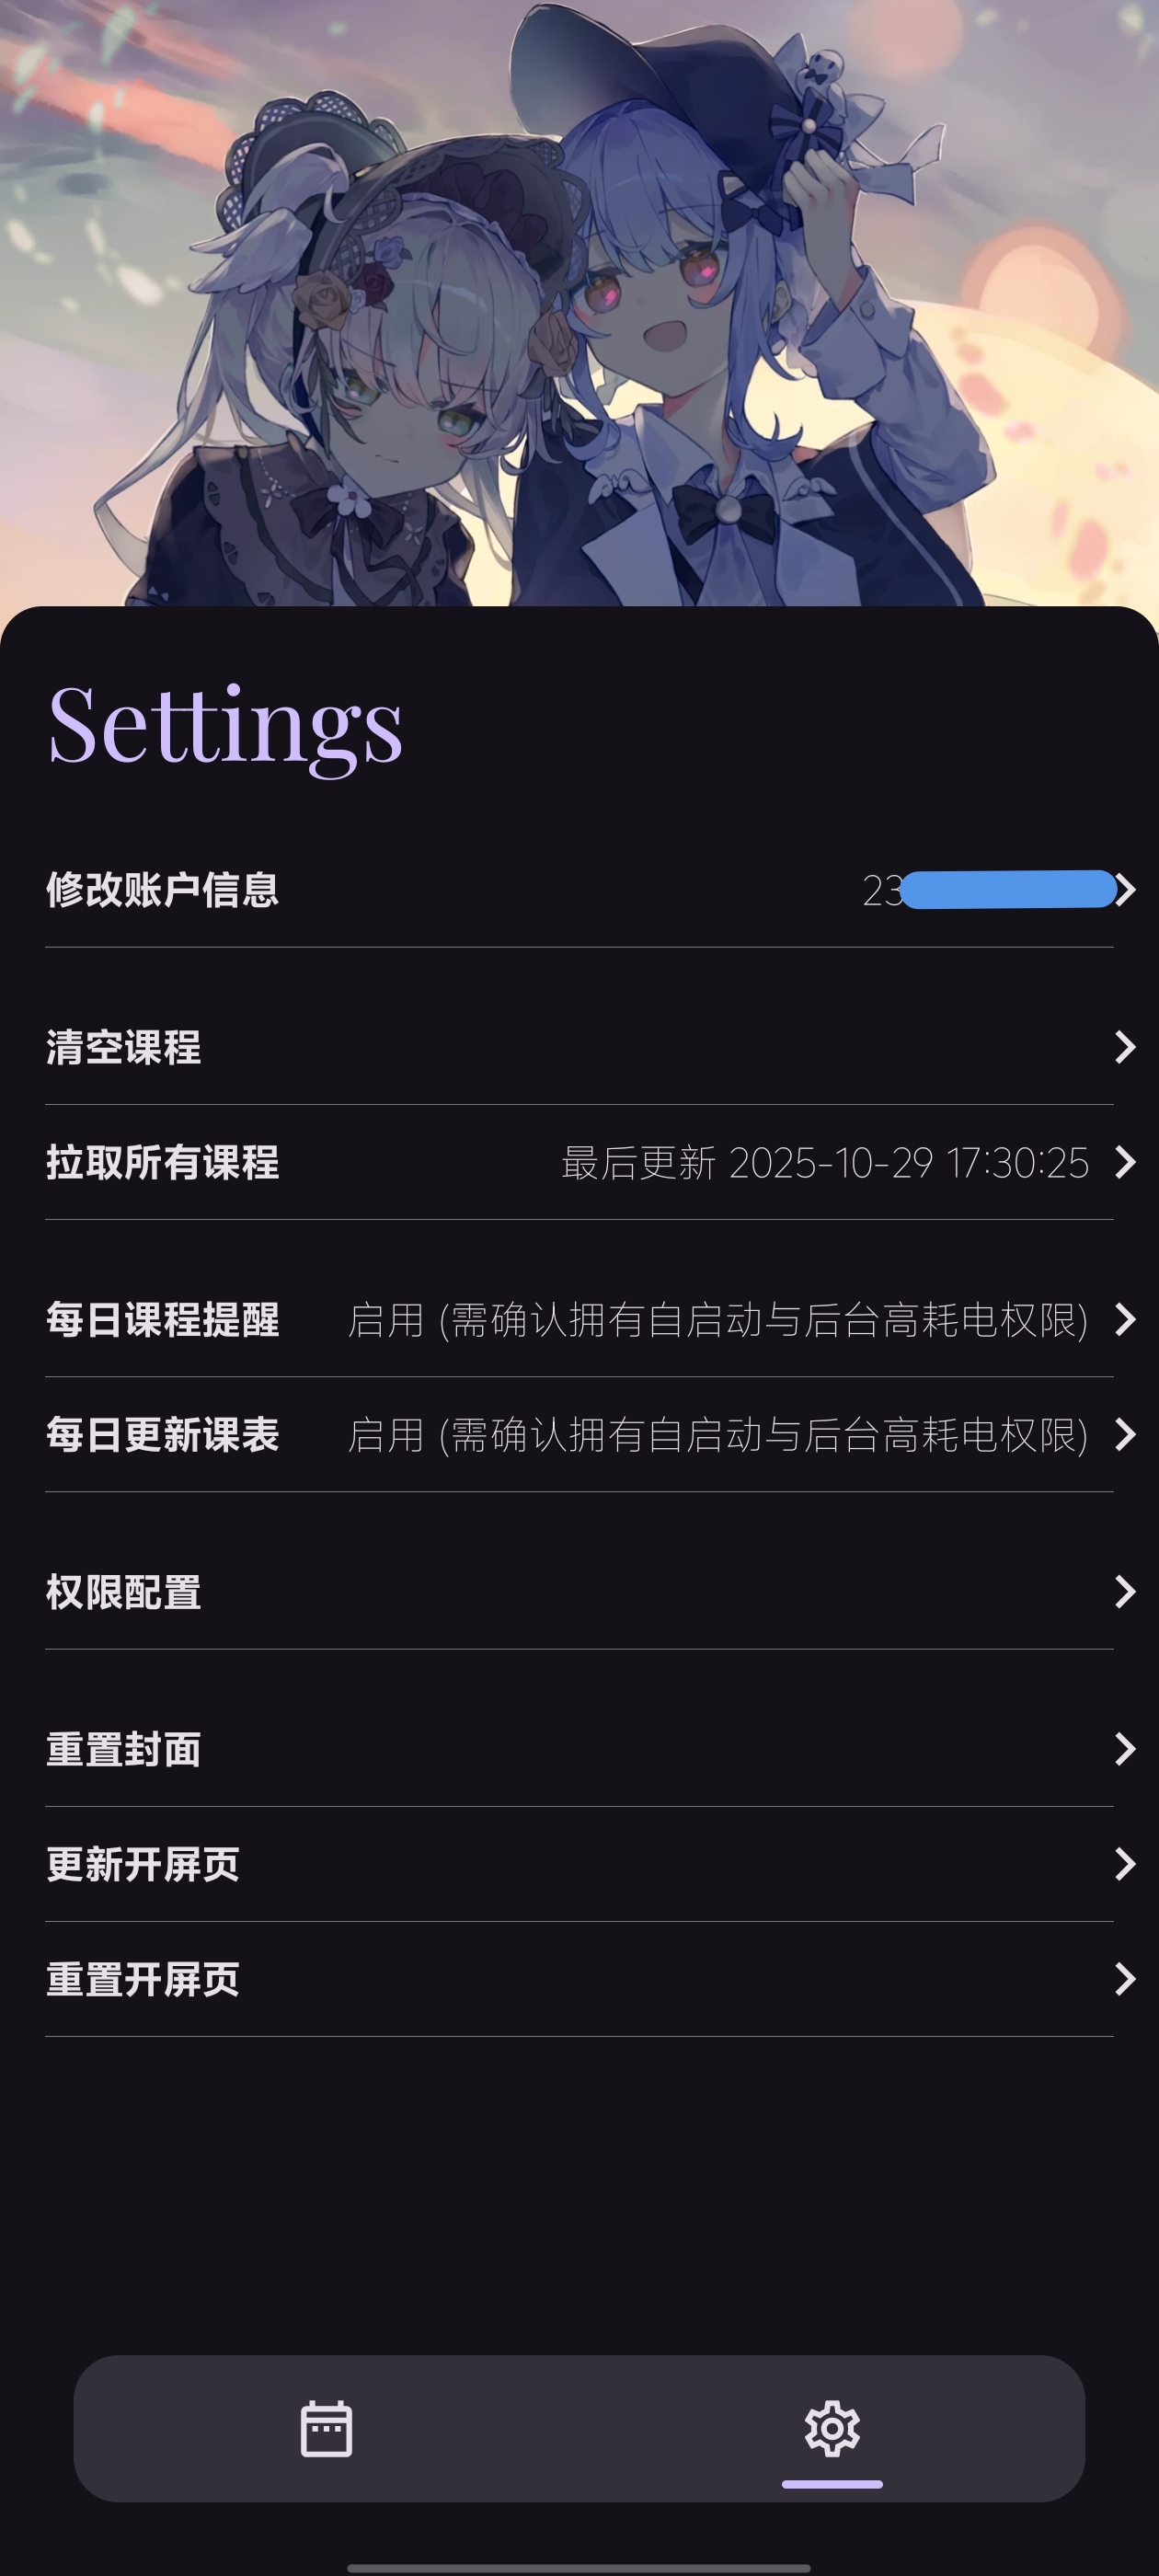 Settings
修改账户信息 23
清空课程
拉取所有课程 最后更新 2025-10-29 17:30:25
每日课程提醒 启用 (需确认拥有自启动与后台高耗电权限)
每日更新课表 启用 (需确认拥有自启动与后台高耗电权限)
权限配置
重置封面
更新开屏页
重置开屏页